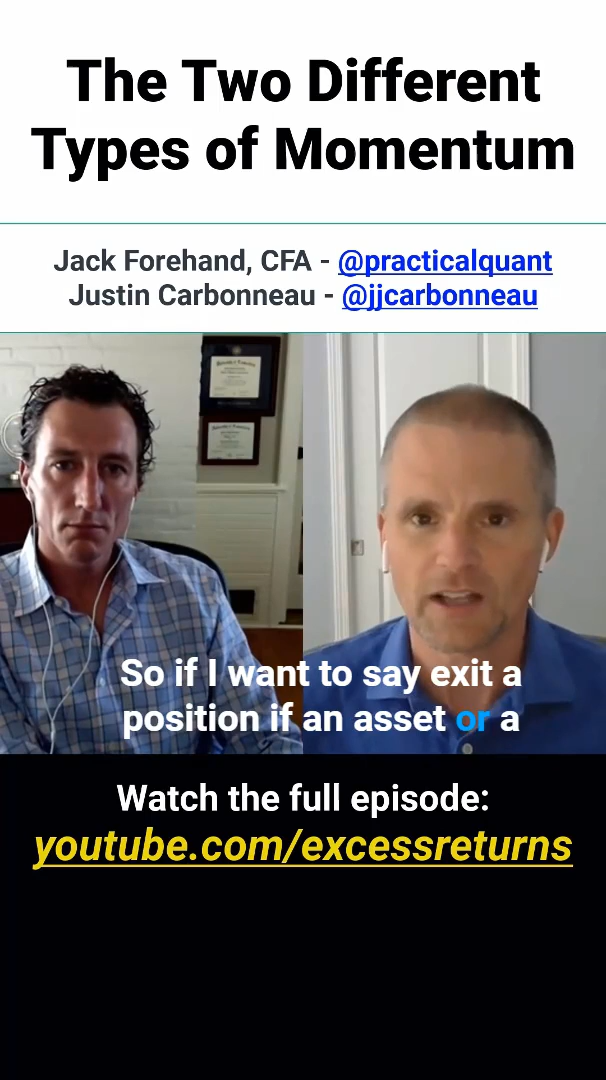 The Two Different
Types of Momentum
Jack Forehand, CFA - @practicalquant
Justin Carbonneau - @jjcarbonneau
So if I want to say exit a
position if an asset or a
Watch the full episode:
youtube.com/excessreturns